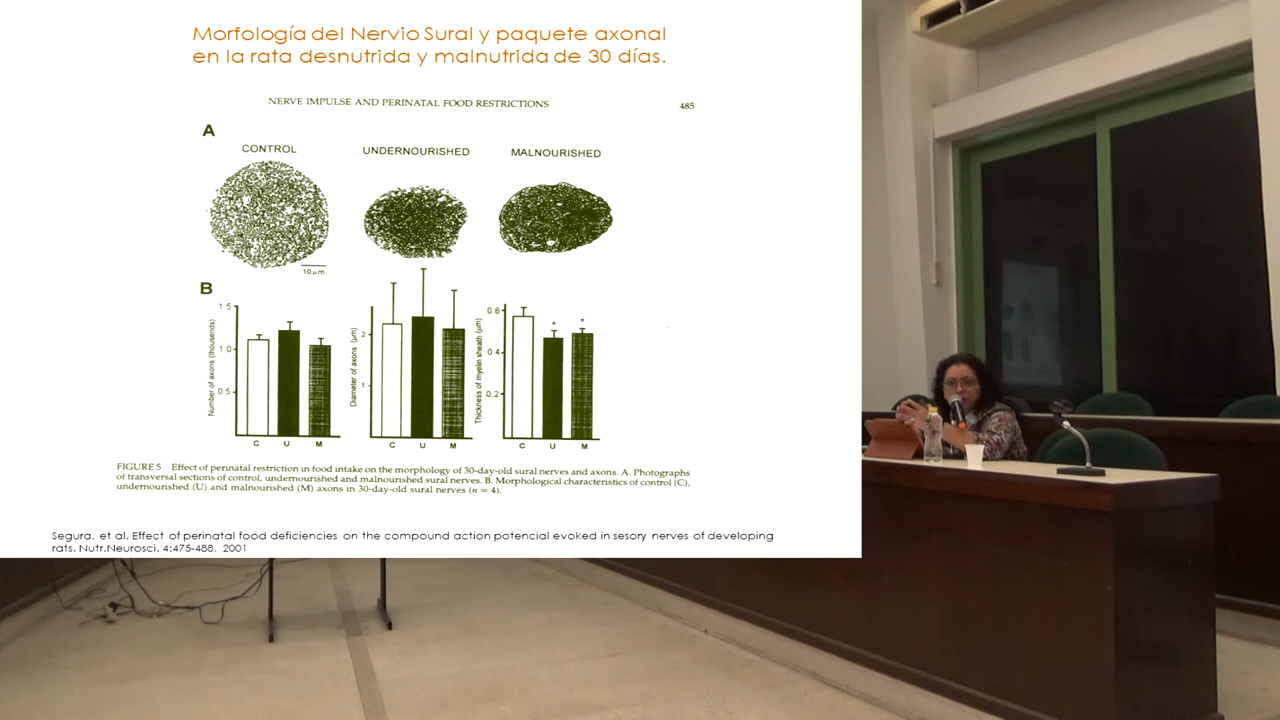 Morfología del Nervio Sural y paquete axonal
en la rata desnutrida y malnutrida de 30 días.
NERVE IMPULSE AND PERINATAL FOOD RESTRICTIONS 485
A
CONTROL UNDERNOURISHED MALNOURISHED
10μm
B
Number of axons (thousands)
1 5
1 0
0 5
C U M
Diameter of axons (μm)
2
1
C U M
Thickness of myelin sheath (μm)
0 6
0 4
0 2
* *
C U M
FIGURE 5 Effect of perinatal restriction in food intake on the morphology of 30-day-old sural nerves and axons. A. Photographs
of transversal sections of control, undernourished and malnourished sural nerves. B. Morphological characteristics of control (C),
undernourished (U) and malnourished (M) axons in 30-day-old sural nerves (n = 4).
Segura, et al. Effect of perinatal food deficiencies on the compound action potencial evoked in sesory nerves of developing
rats. Nutr.Neurosci. 4:475-488, 2001